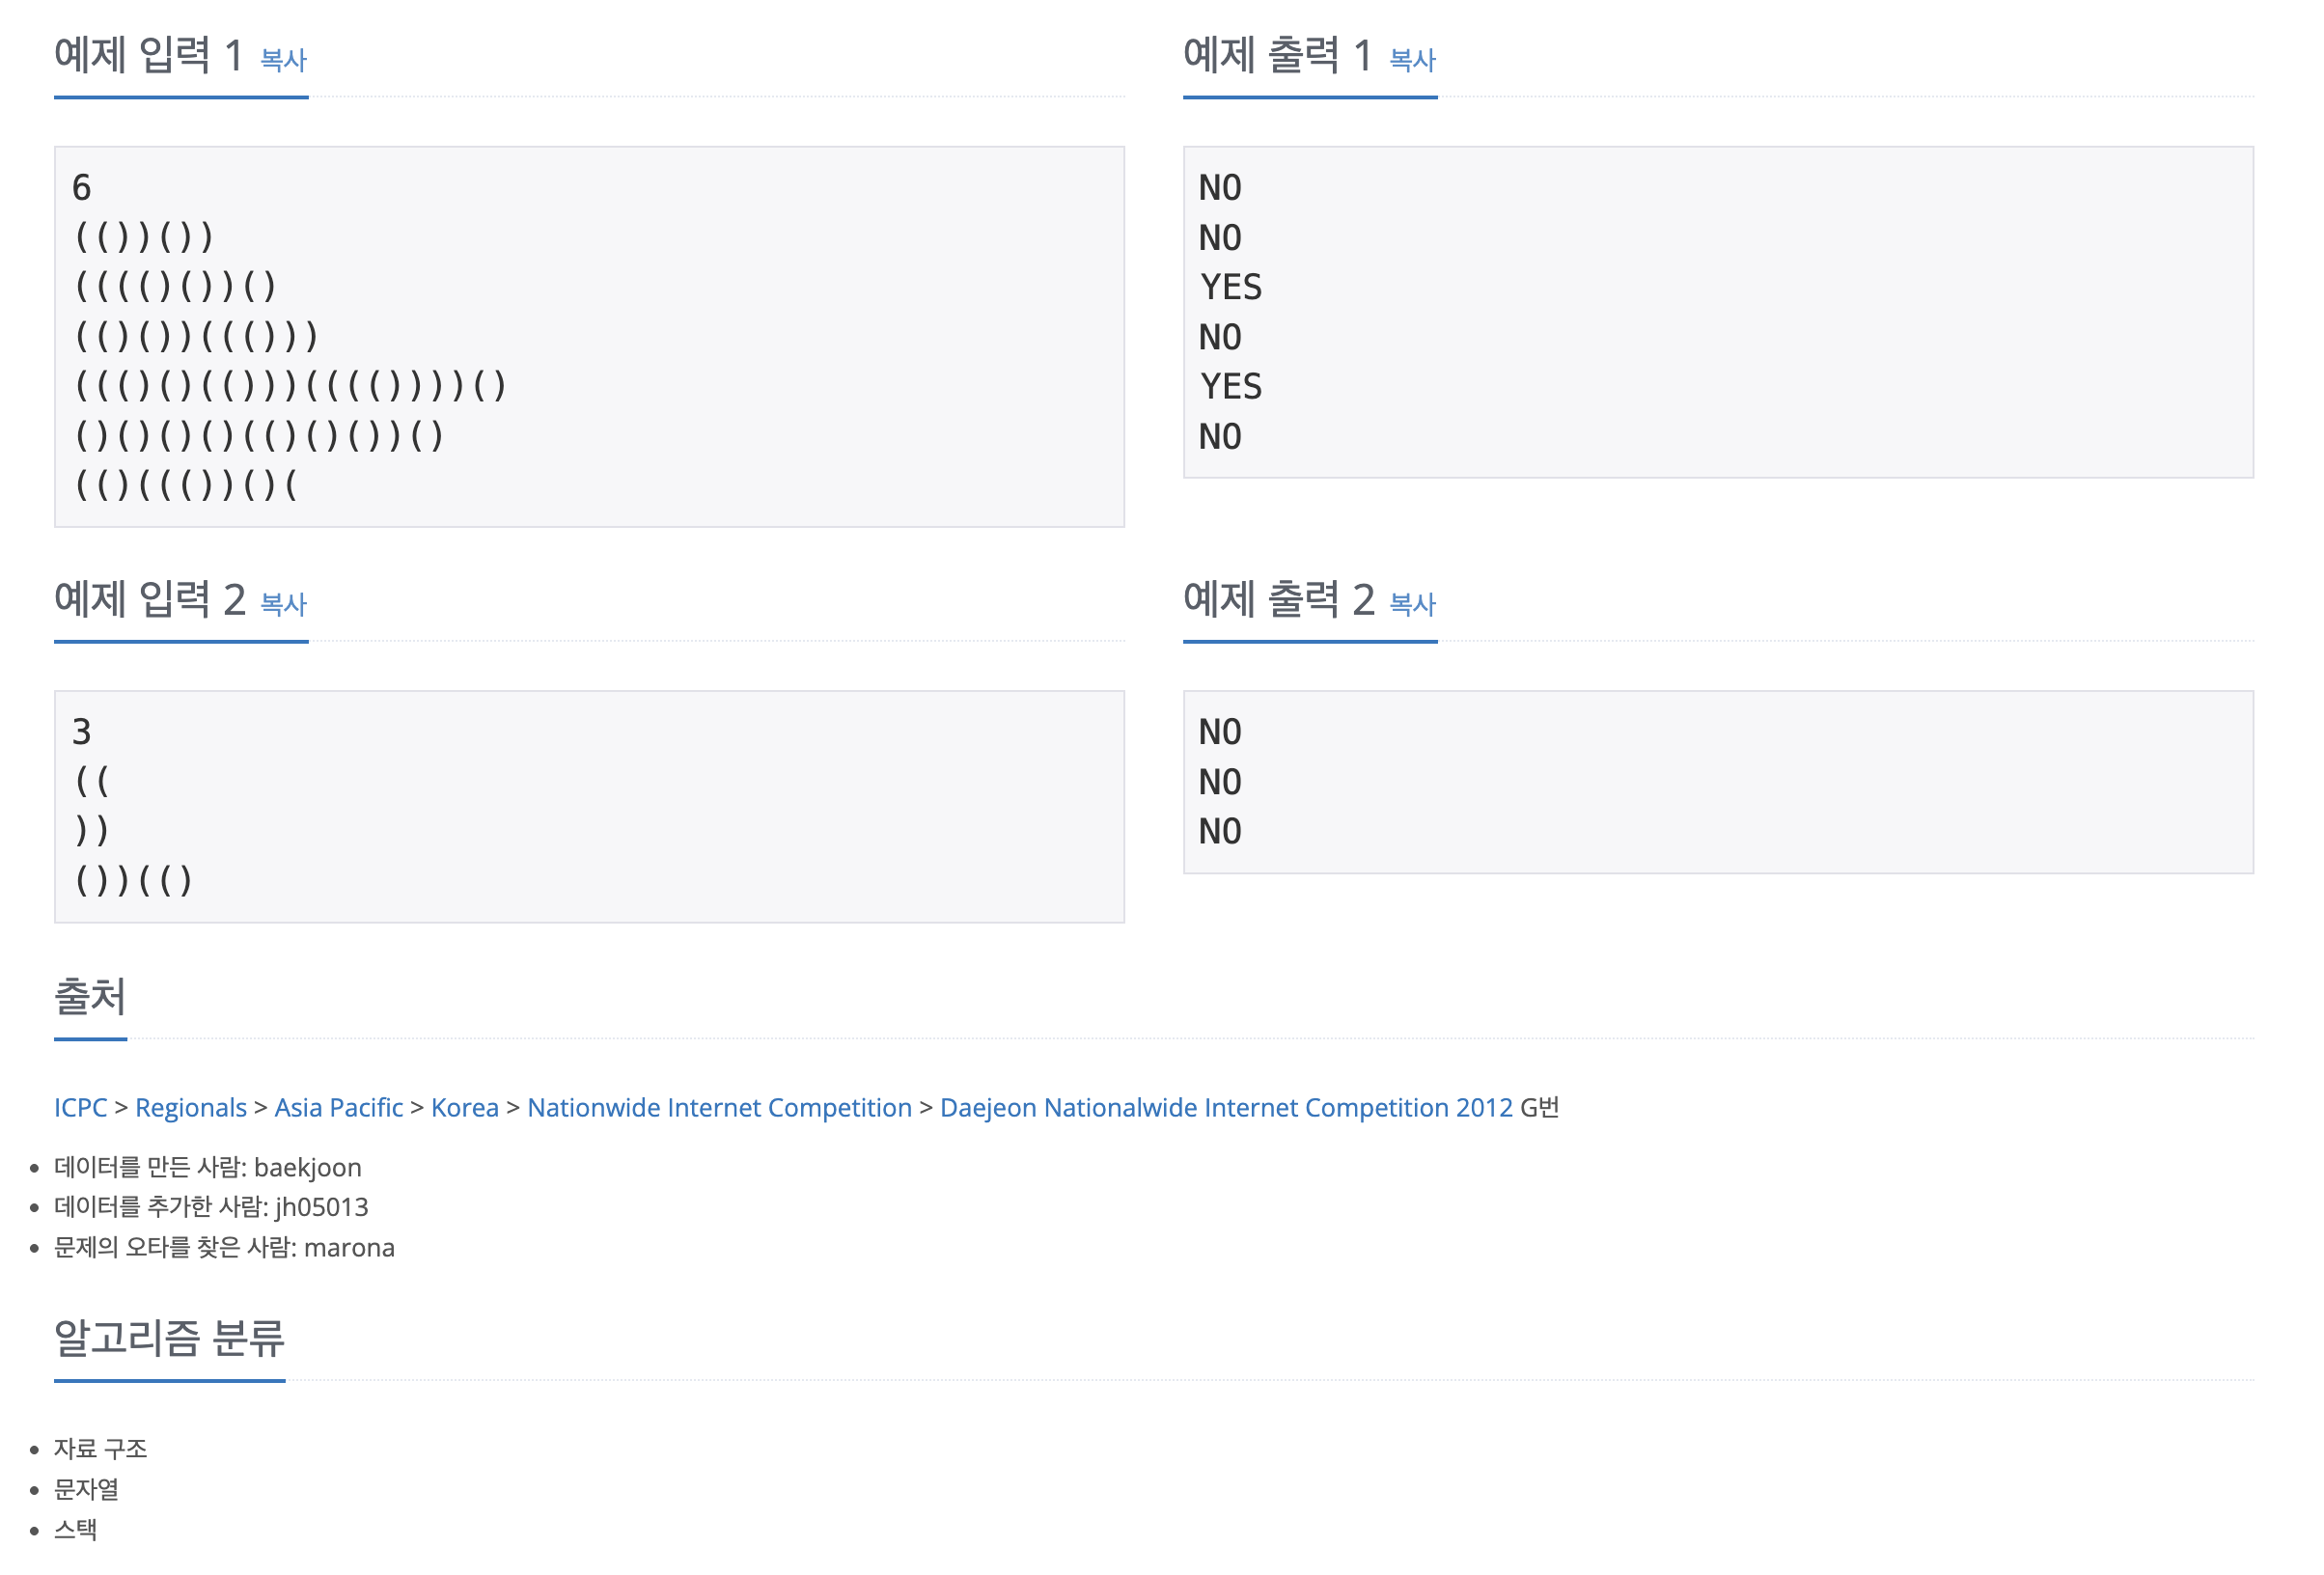 예제 입력 1 복사
6
(())())
(((()())()
(()())((()))
((()()(()))(((())))()
()()()()(()()())()
(()((())()(
예제 출력 1 복사
NO
NO
YES
NO
YES
NO
예제 입력 2 복사
3
((
))
())(()
예제 출력 2 복사
NO
NO
NO
출처
ICPC > Regionals > Asia Pacific > Korea > Nationwide Internet Competition > Daejeon Nationalwide Internet Competition 2012 G번
데이터를 만든 사람: baekjoon
데이터를 추가한 사람: jh05013
문제의 오타를 찾은 사람: marona
알고리즘 분류
자료 구조
문자열
스택